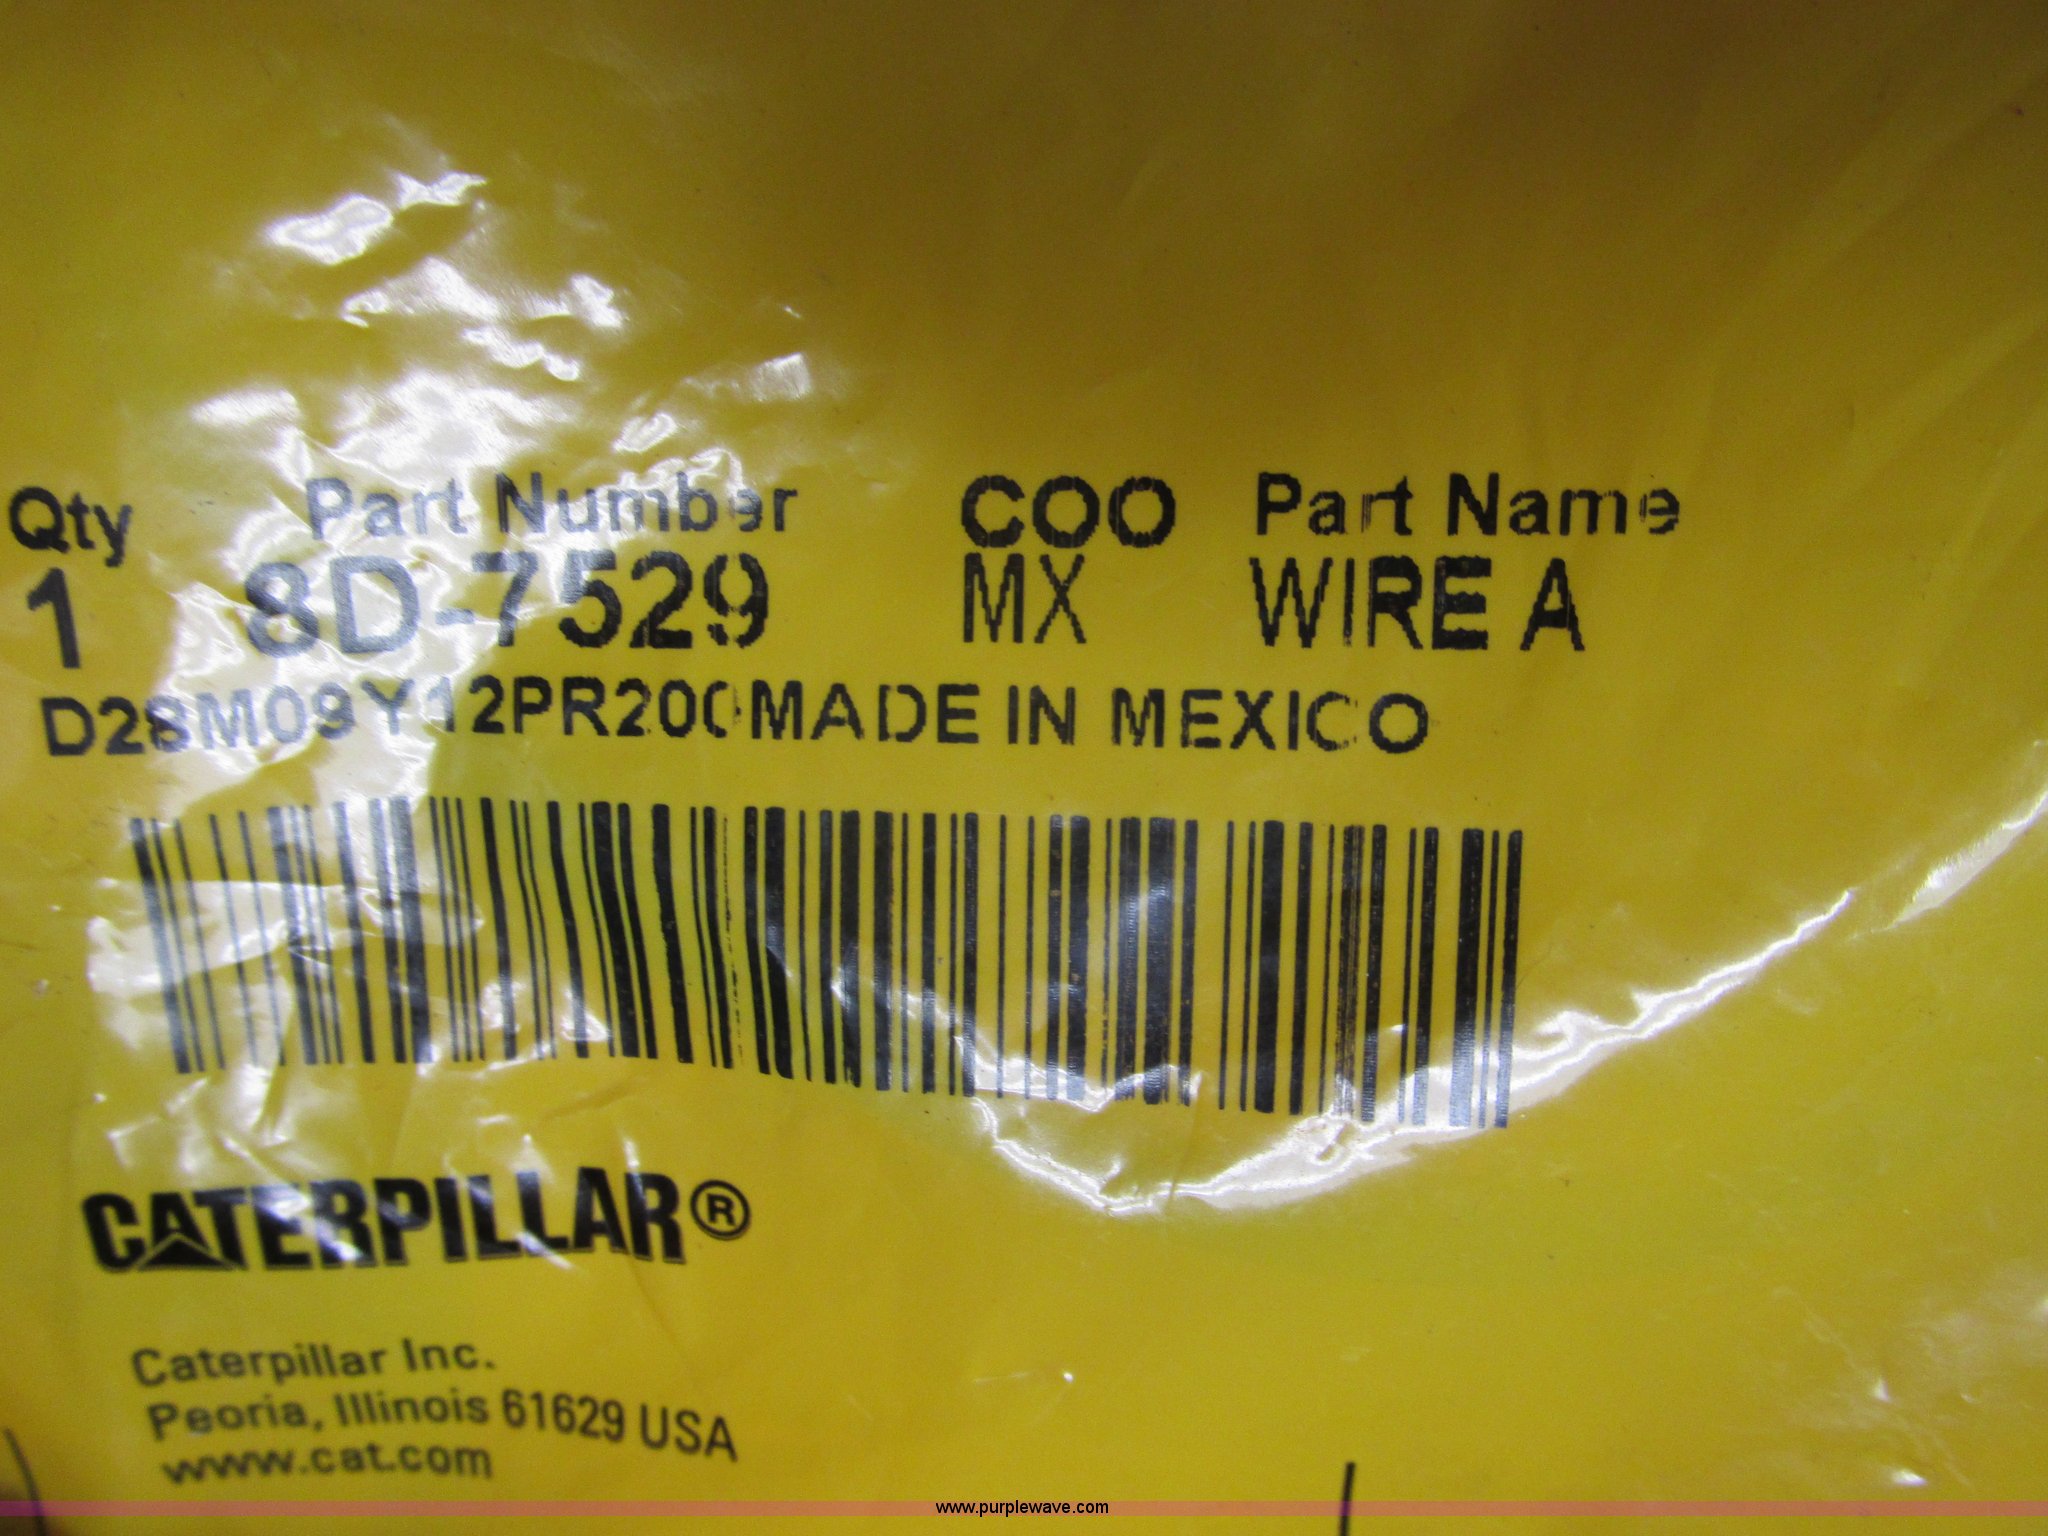 Qty Part Number COO Part Name
1 8D-7529 MX WIRE A
D28M09Y12PR200 MADE IN MEXICO
CATERPILLAR®
Caterpillar Inc.
Peoria, Illinois 61629 USA
www.cat.com
www.purplewave.com